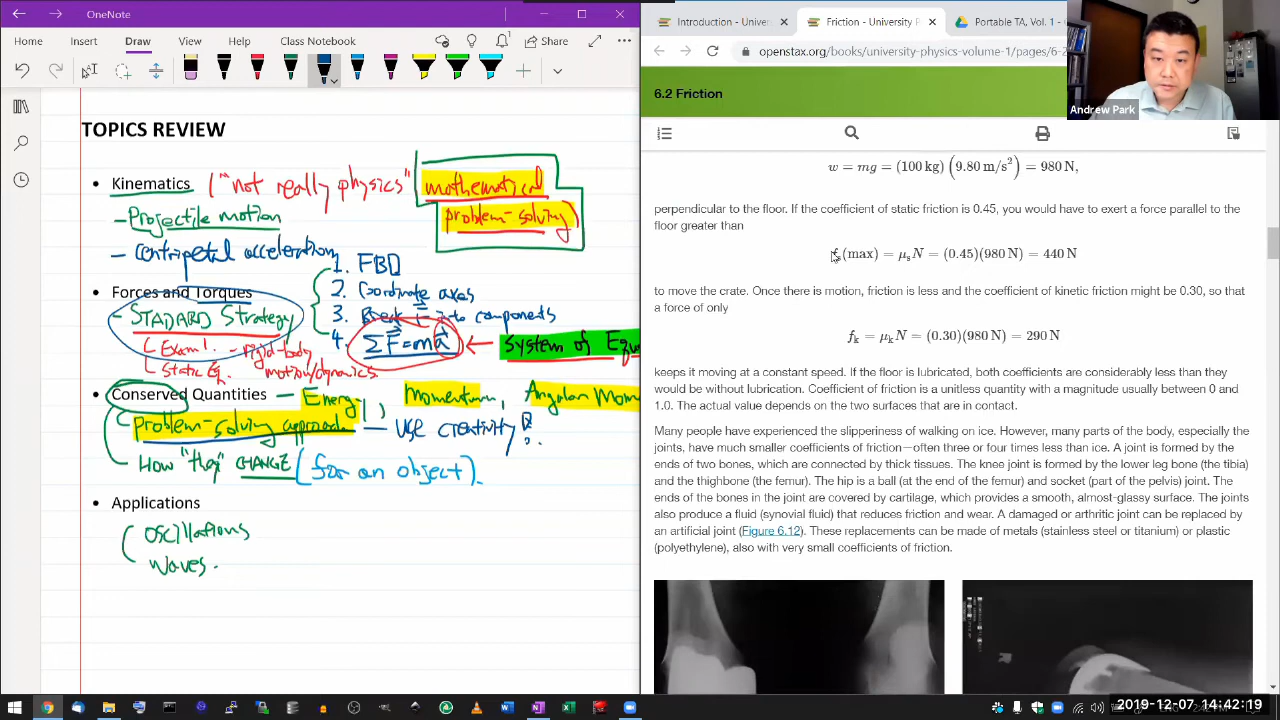 File Home Insert Draw View Help Class Notebook
TOPICS REVIEW
• Kinematics ("not really physics" mathematical
problem-solving)
- Projectile motion
- Centripetal acceleration
• Forces and Torques
- STADARD Strategy
Exam! - rigid-body
motion/dynamics
Static Eq.
1. FBD
2. Coordinate axes
3. Break F into components
4. ΣF = ma ← System of Equ
• Conserved Quantities - Energy, Momentum, Angular Mom
problem-solving approach - USE creativity
How "they" CHANGE (for an object).
• Applications
Oscillations
Waves.
Introduction - Univer
Friction - University P
Portable TA, Vol. 1 -
openstax.org/books/university-physics-volume-1/pages/6-
6.2 Friction
Andrew Park
w = mg = (100 kg) (9.80 m/s²) = 980 N,
perpendicular to the floor. If the coefficient of static friction is 0.45, you would have to exert a force parallel to the
floor greater than
fs(max) = μsN = (0.45)(980 N) = 440 N
to move the crate. Once there is motion, friction is less and the coefficient of kinetic friction might be 0.30, so that
a force of only
fk = μkN = (0.30)(980 N) = 290 N
keeps it moving at a constant speed. If the floor is lubricated, both coefficients are considerably less than they
would be without lubrication. Coefficient of friction is a unitless quantity with a magnitude usually between 0 and
1.0. The actual value depends on the two surfaces that are in contact.
Many people have experienced the slipperiness of walking on ice. However, many parts of the body, especially the
joints, have much smaller coefficients of friction—often three or four times less than ice. A joint is formed by the
ends of two bones, which are connected by thick tissues. The knee joint is formed by the lower leg bone (the tibia)
and the thighbone (the femur). The hip is a ball (at the end of the femur) and socket (part of the pelvis) joint. The
ends of the bones in the joint are covered by cartilage, which provides a smooth, almost-glassy surface. The joints
also produce a fluid (synovial fluid) that reduces friction and wear. A damaged or arthritic joint can be replaced by
an artificial joint (Figure 6.12). These replacements can be made of metals (stainless steel or titanium) or plastic
(polyethylene), also with very small coefficients of friction.
2019-12-07 14:42:19